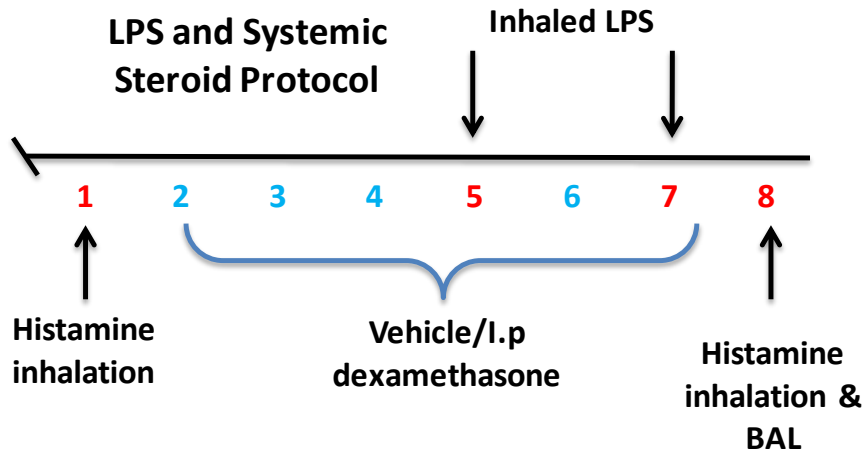 LPS and Systemic
Steroid Protocol
Inhaled LPS
1 2 3 4 5 6 7 8
Histamine
inhalation
Vehicle/I.p
dexamethasone
Histamine
inhalation &
BAL